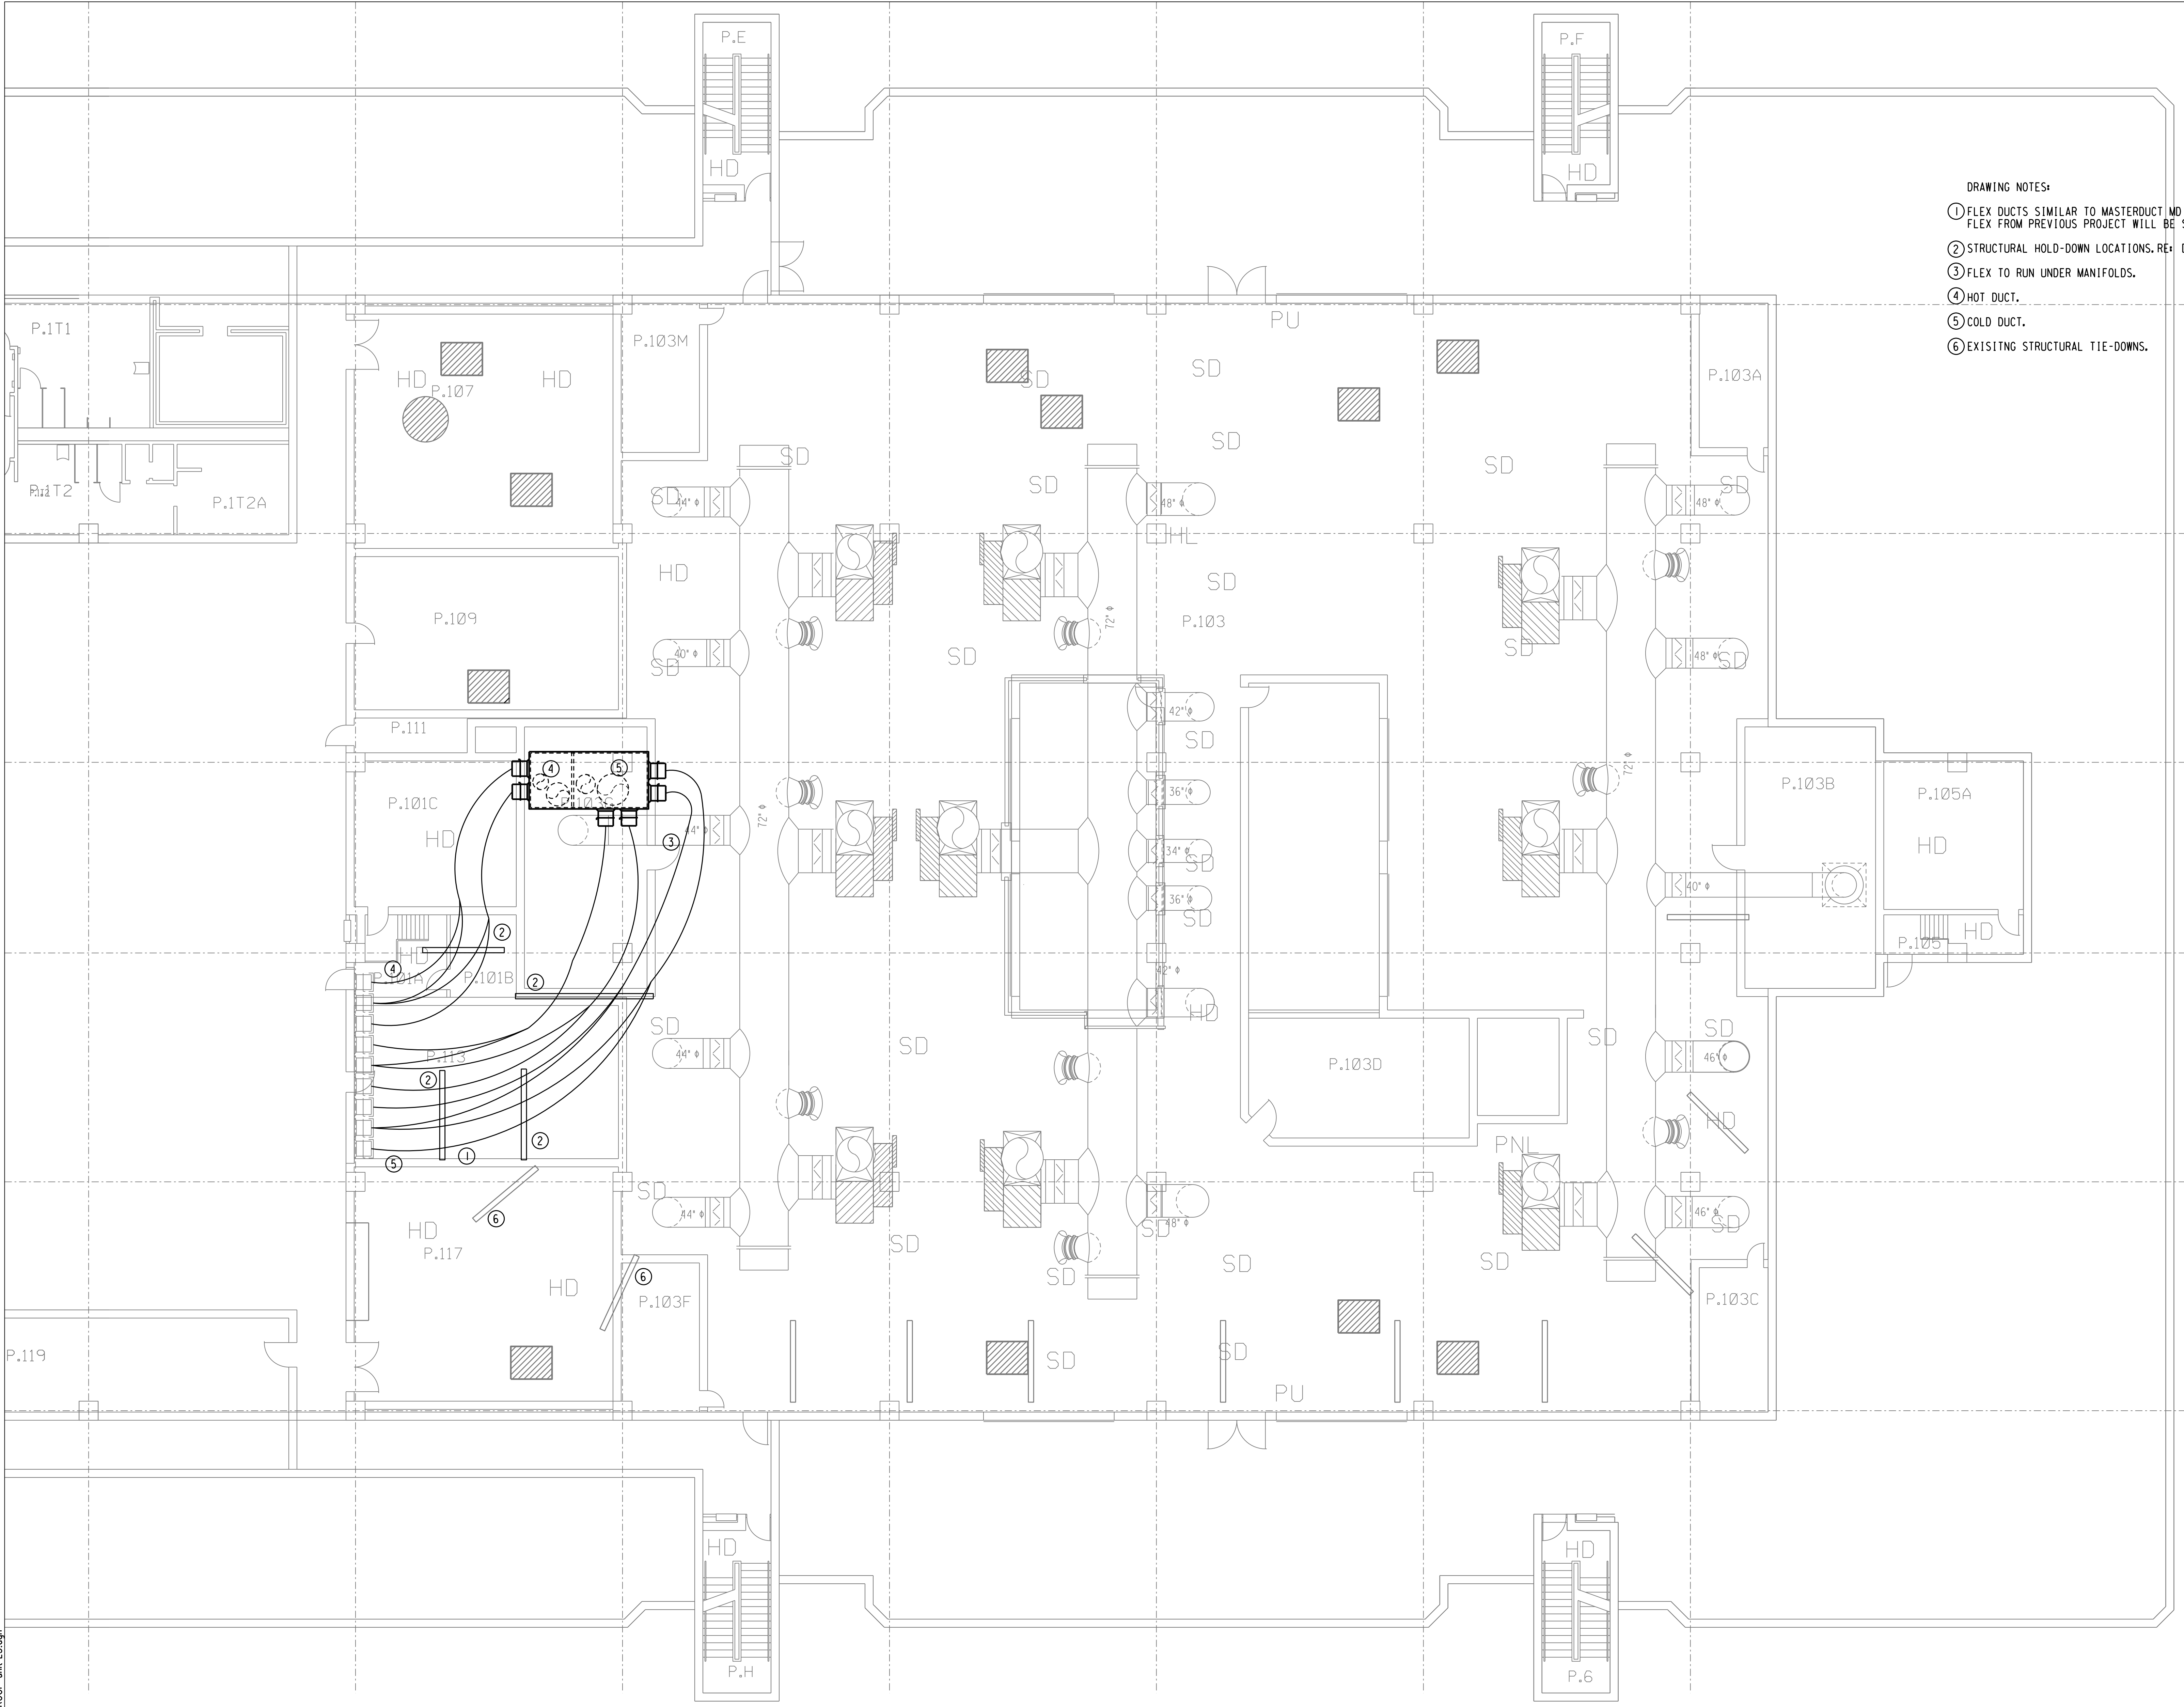 P.E
P.F
HD
HD
DRAWING NOTES:
1 FLEX DUCTS SIMILAR TO MASTERDUCT MD
FLEX FROM PREVIOUS PROJECT WILL BE
2 STRUCTURAL HOLD-DOWN LOCATIONS. RE:
3 FLEX TO RUN UNDER MANIFOLDS.
4 HOT DUCT.
5 COLD DUCT.
6 EXISITNG STRUCTURAL TIE-DOWNS.
P.1T1
P.103M
PU
HD
P.107
HD
SD
SD
P.103A
SD
SD
SD
P.1T2
P.1T2A
SD
44" ϕ
SD
48" ϕ
48" ϕ
SD
HL
HD
SD
P.109
72" ϕ
P.103
40" ϕ
SD
SD
SD
48" ϕ
SD
P.111
42" ϕ
SD
4
5
72" ϕ
P.101C
36" ϕ
P.103B
P.105A
HD
72" ϕ
44" ϕ
3
34" ϕ
SD
HD
40" ϕ
36" ϕ
SD
2
HD
P.105
HD
4
P.101A
P.101B
2
42" ϕ
HD
SD
SD
SD
P.113
44" ϕ
SD
P.103D
46" ϕ
2
HD
2
PNL
5
1
SD
44" ϕ
6
SD
48" ϕ
46" ϕ
SD
HD
P.117
SD
SD
SD
6
SD
HD
P.103F
P.103C
P.119
SD
SD
PU
HD
HD
P.H
P.6